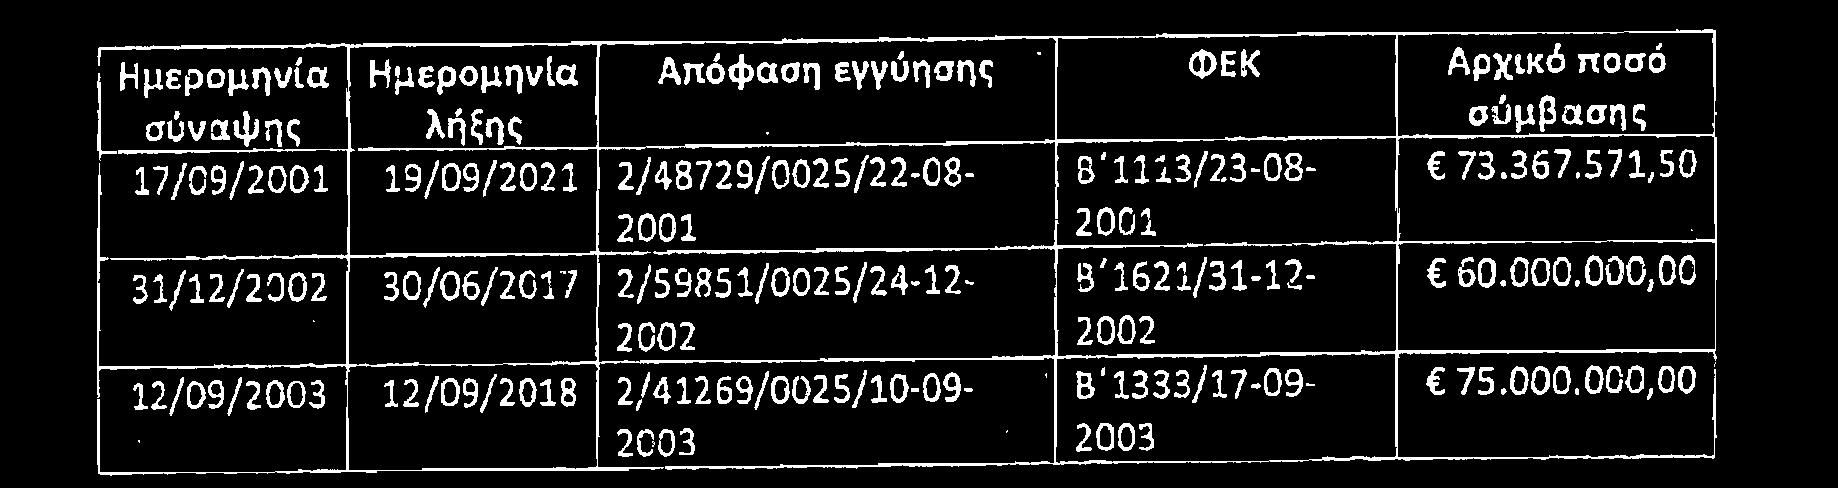 Ημερομηνία σύναψης | Ημερομηνία λήξης | Απόφαση εγγύησης | ΦΕΚ | Αρχικό ποσό σύμβασης
17/09/2001 | 19/09/2021 | 2/48729/0025/22-08-2001 | Β'1113/23-08-2001 | € 73.367.571,50
31/12/2002 | 30/06/2017 | 2/59851/0025/24-12-2002 | Β'1621/31-12-2002 | € 60.000.000,00
12/09/2003 | 12/09/2018 | 2/41269/0025/10-09-2003 | Β'1333/17-09-2003 | € 75.000.000,00